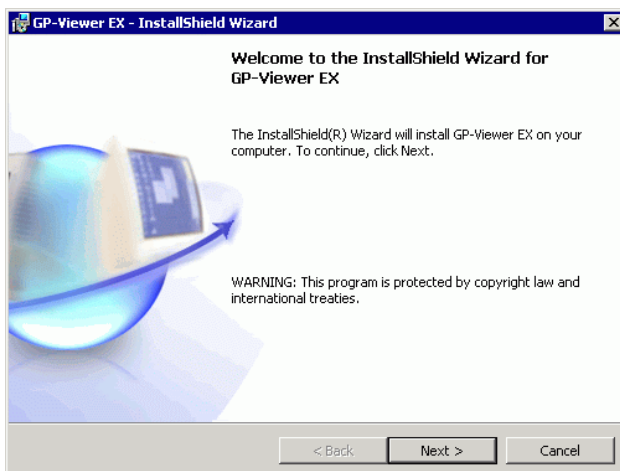 GP-Viewer EX - InstallShield Wizard
Welcome to the InstallShield Wizard for
GP-Viewer EX
The InstallShield(R) Wizard will install GP-Viewer EX on your
computer. To continue, click Next.
WARNING: This program is protected by copyright law and
international treaties.
< Back
Next >
Cancel